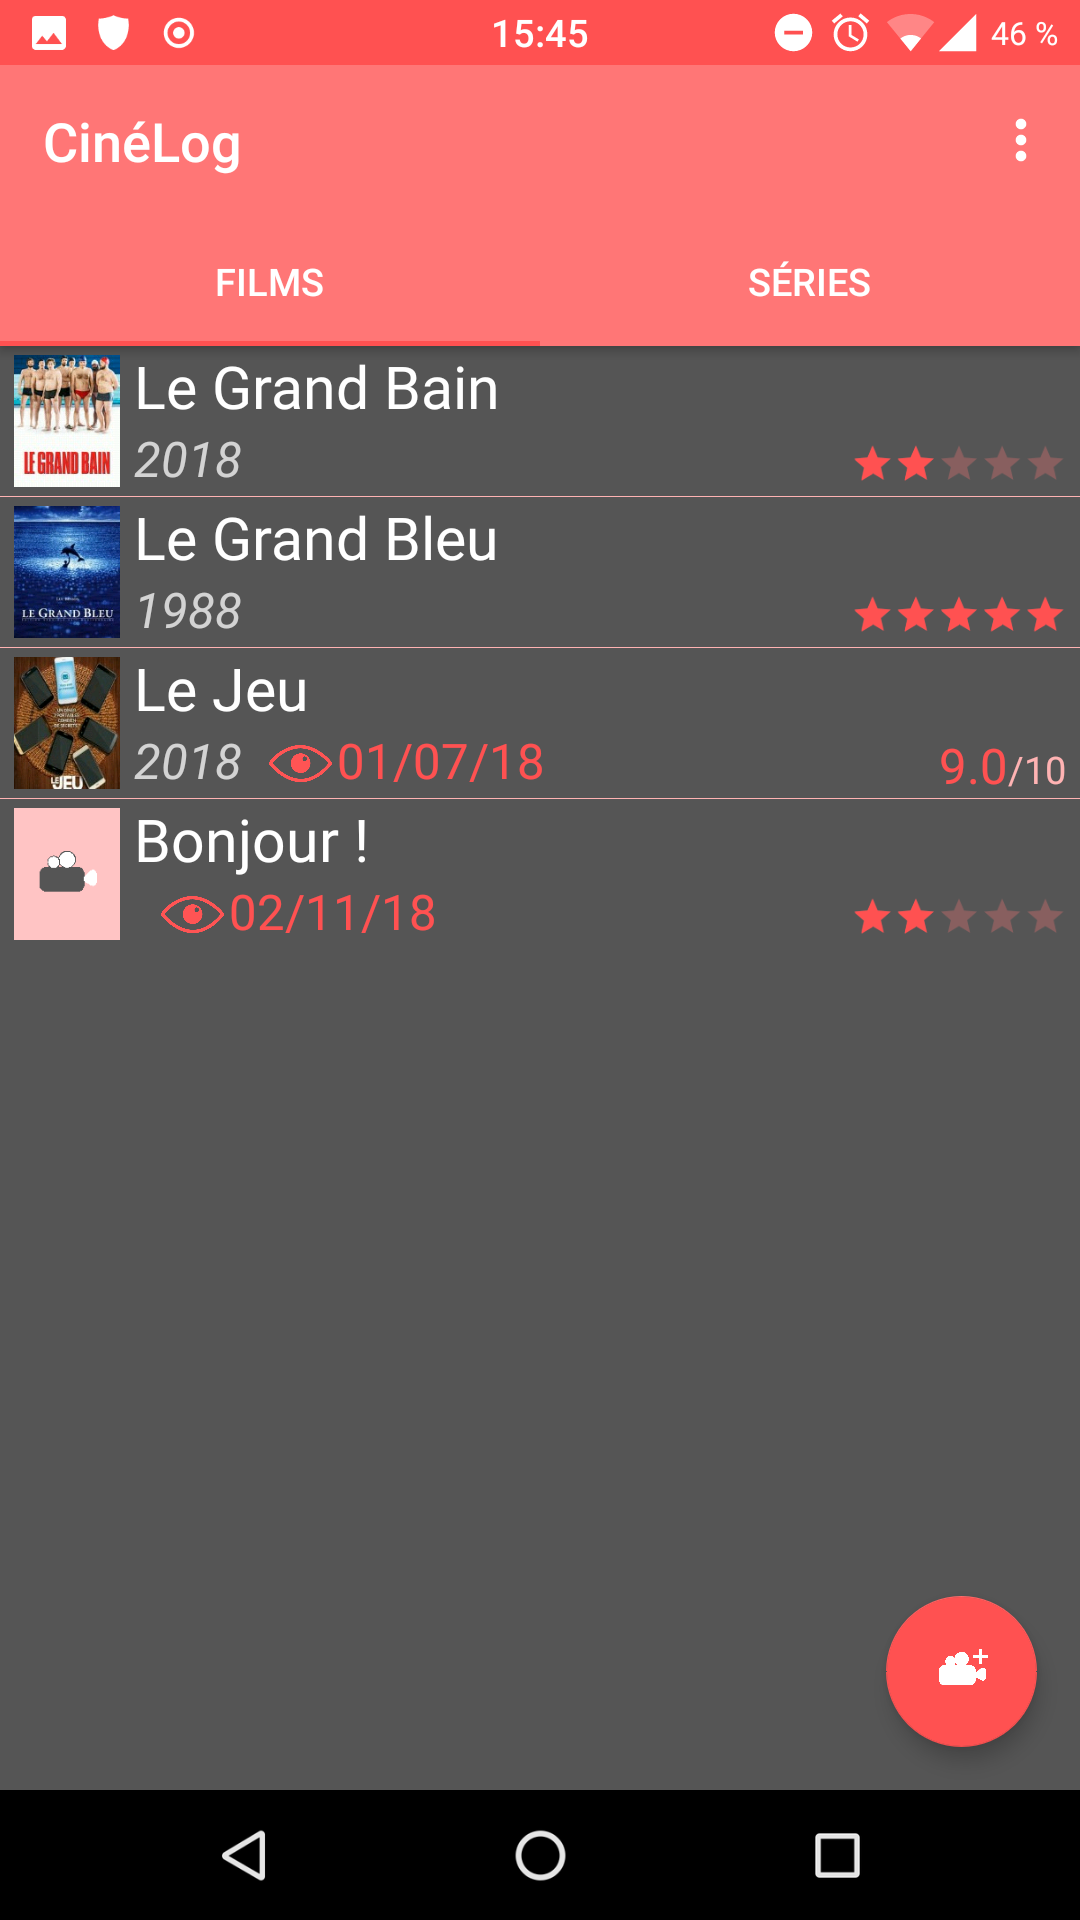 15:45
46 %
CinéLog
FILMS
SÉRIES
LE GRAND BAIN
Le Grand Bain
2018
LE GRAND BLEU
Le Grand Bleu
1988
LE JEU
Le Jeu
2018
01/07/18
9.0/10
Bonjour !
02/11/18